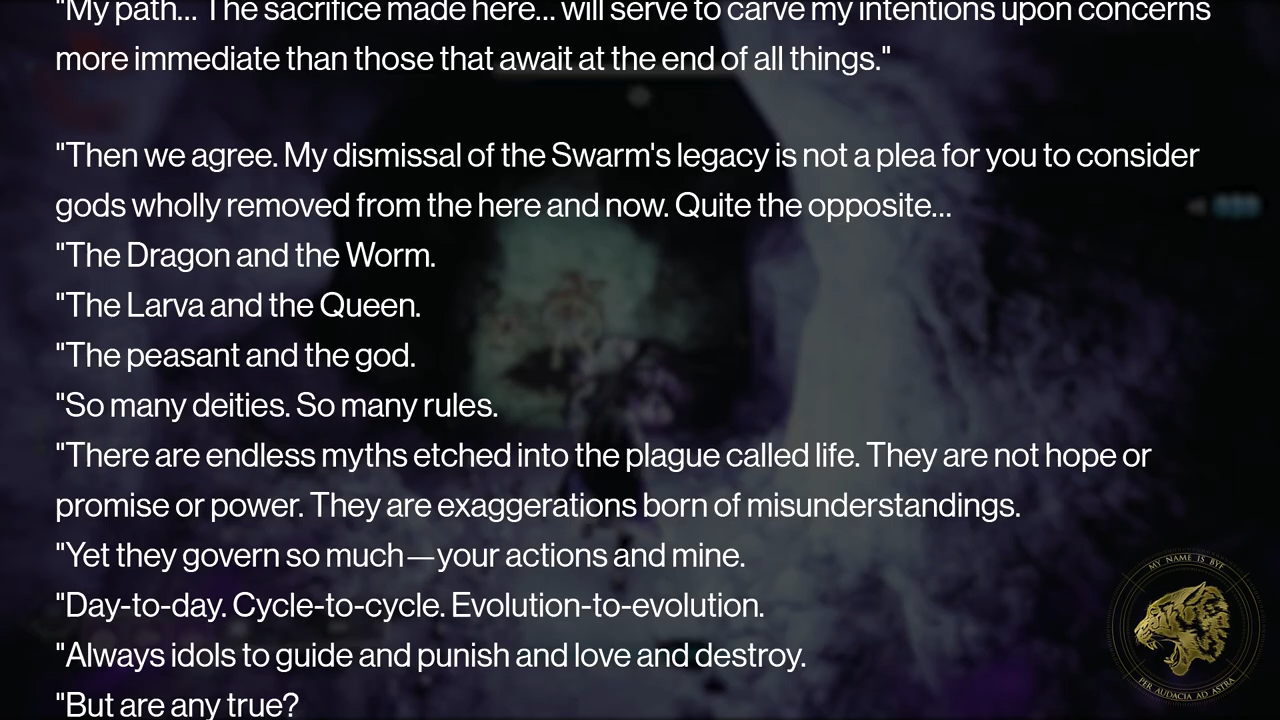 "My path... The sacrifice made here... will serve to carve my intentions upon concerns
more immediate than those that await at the end of all things."
"Then we agree. My dismissal of the Swarm's legacy is not a plea for you to consider
gods wholly removed from the here and now. Quite the opposite...
"The Dragon and the Worm.
"The Larva and the Queen.
"The peasant and the god.
"So many deities. So many rules.
"There are endless myths etched into the plague called life. They are not hope or
promise or power. They are exaggerations born of misunderstandings.
"Yet they govern so much—your actions and mine.
"Day-to-day. Cycle-to-cycle. Evolution-to-evolution.
"Always idols to guide and punish and love and destroy.
"But are any true?
MY NAME IS BYF
PER AUDACIA AD ASTRA